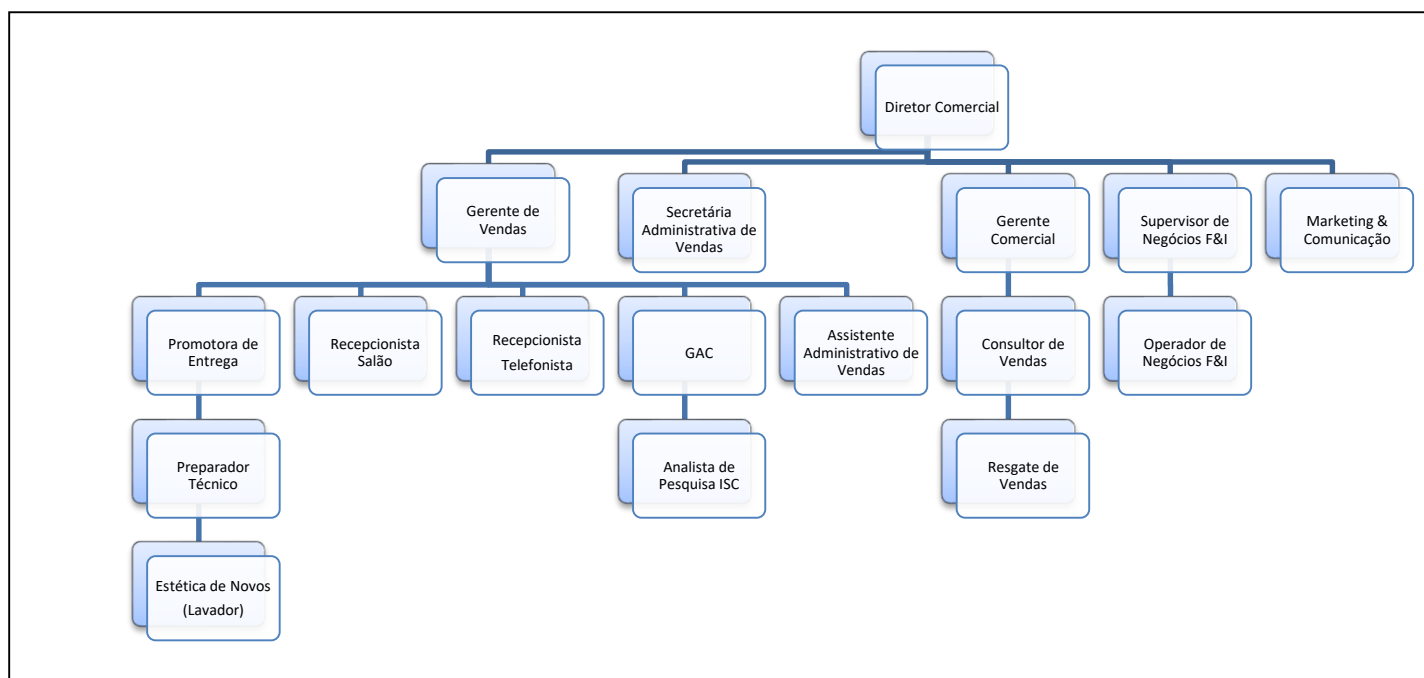 Diretor Comercial
Gerente de
Vendas
Secretária
Administrativa de
Vendas
Gerente
Comercial
Supervisor de
Negócios F&I
Marketing &
Comunicação
Promotora de
Entrega
Recepcionista
Salão
Recepcionista
Telefonista
GAC
Assistente
Administrativo de
Vendas
Consultor de
Vendas
Operador de
Negócios F&I
Preparador
Técnico
Analista de
Pesquisa ISC
Resgate de
Vendas
Estética de Novos
(Lavador)